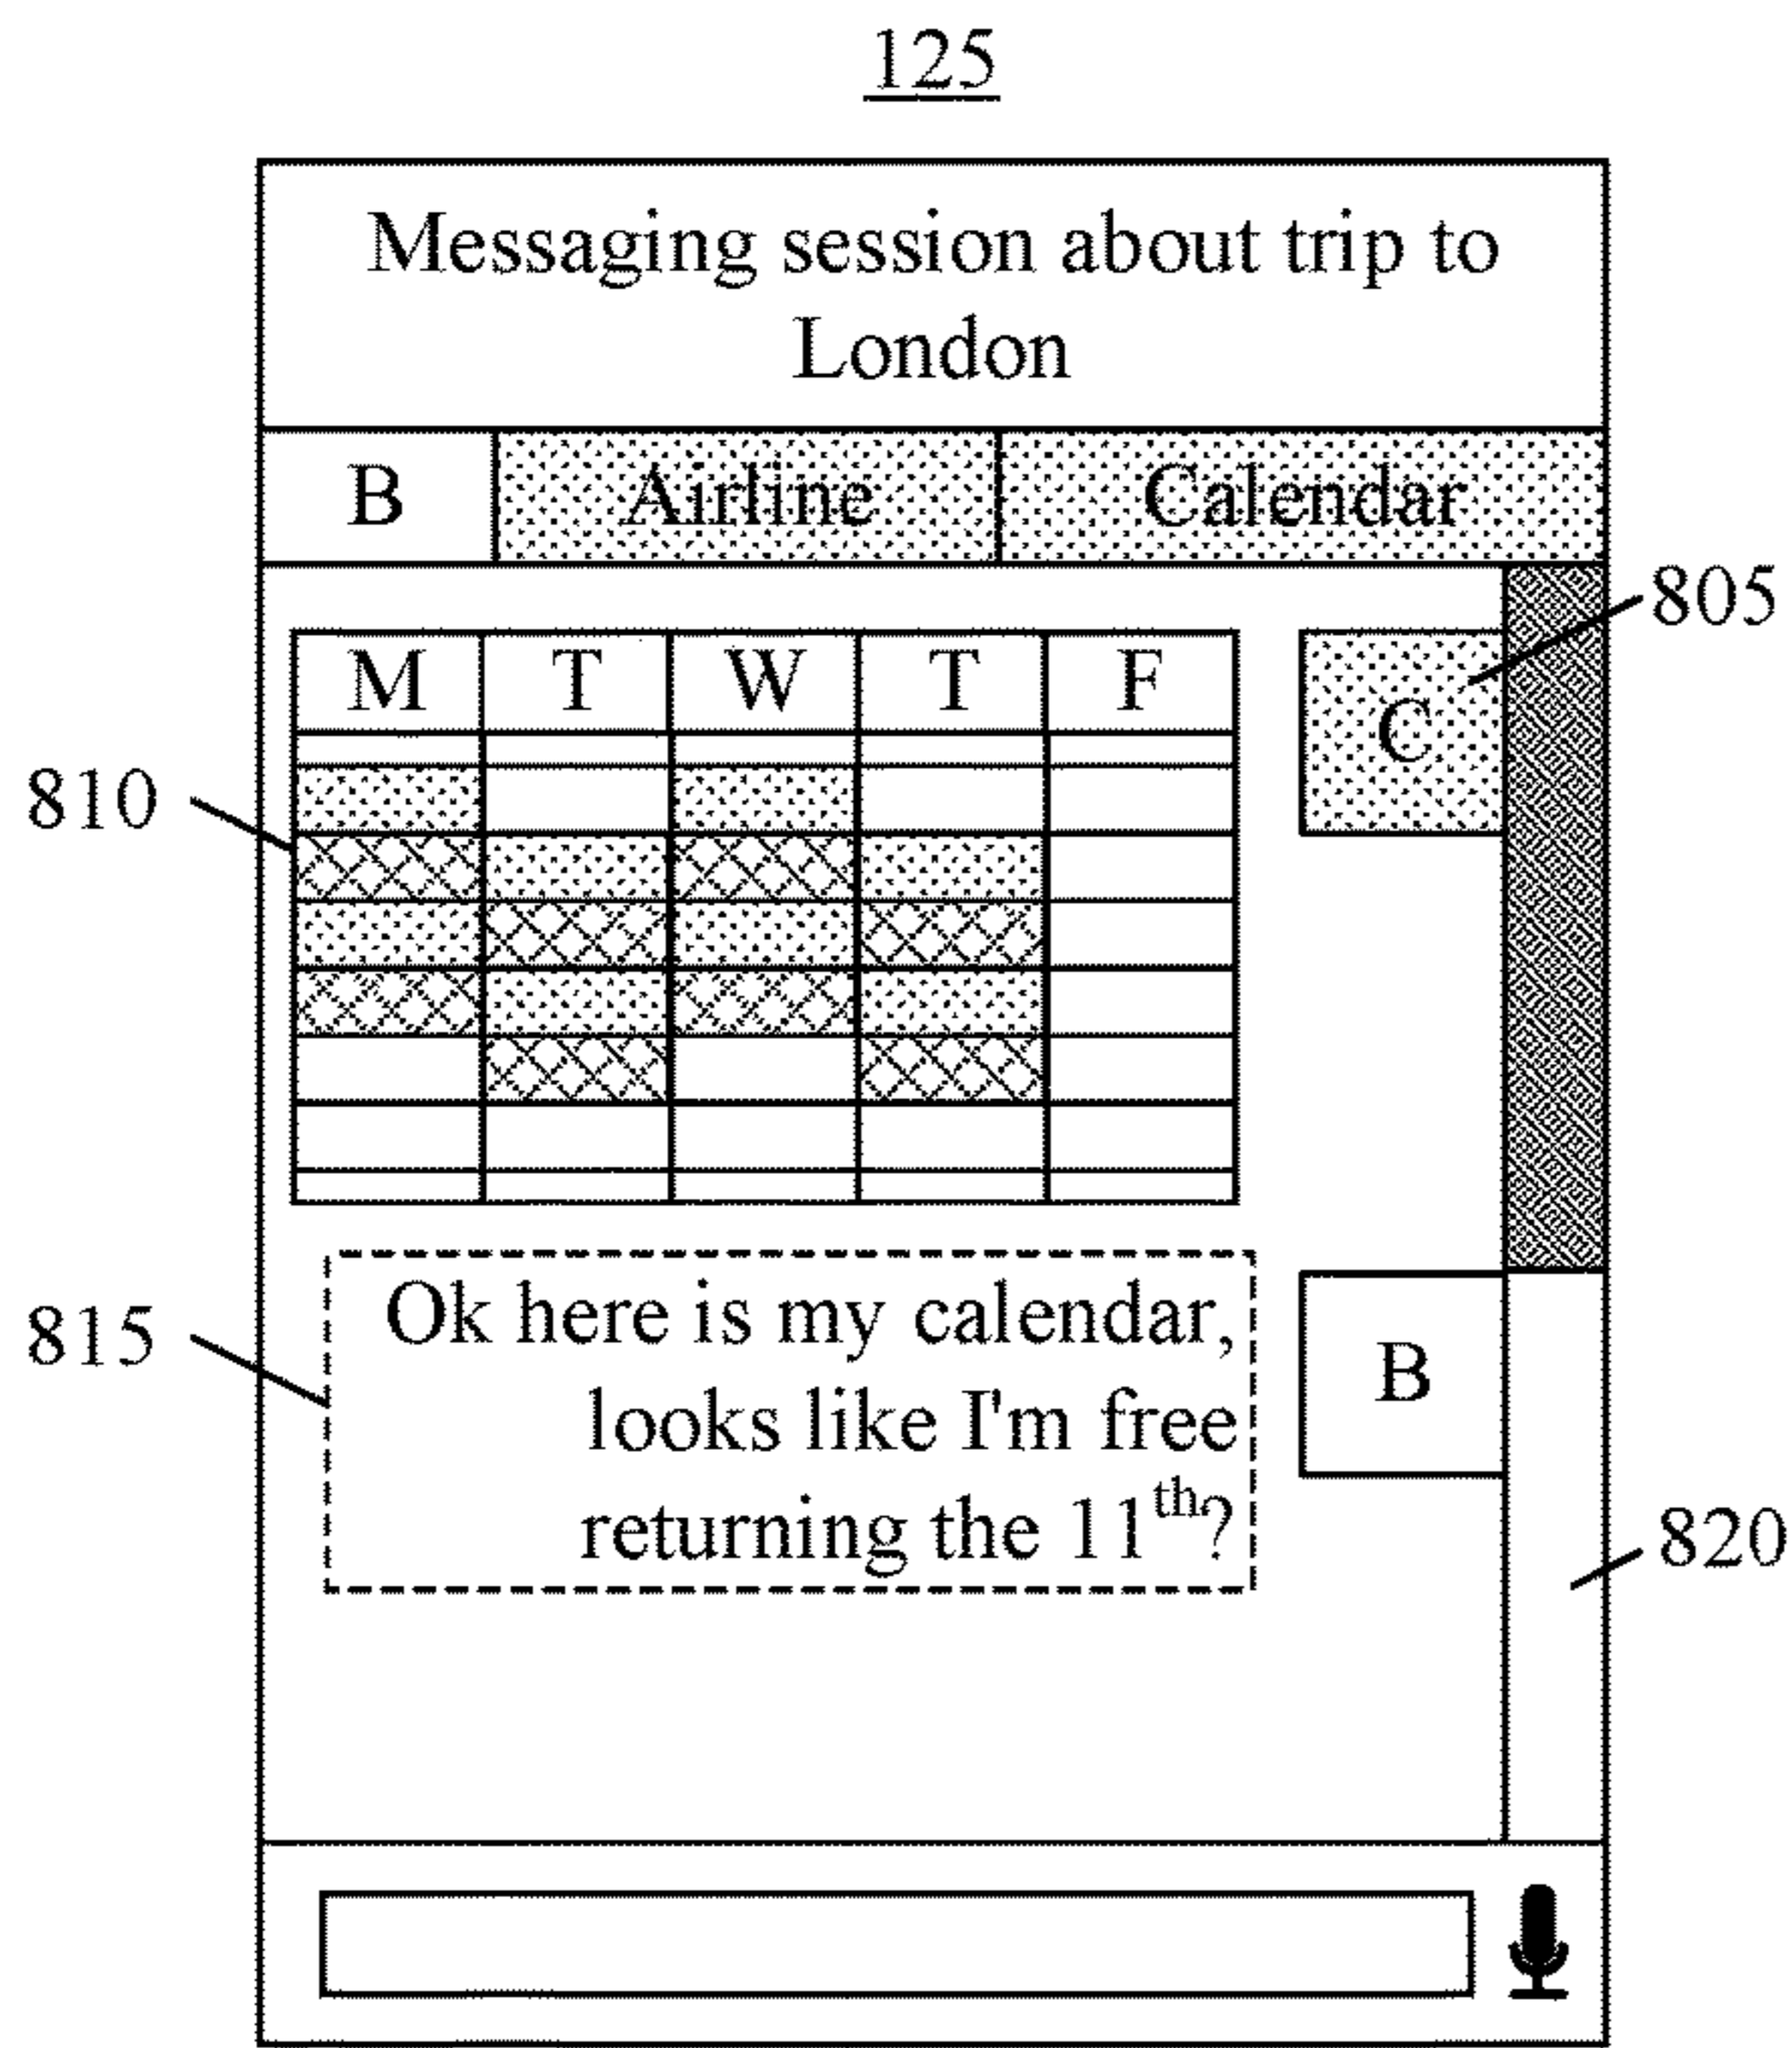 125
Messaging session about trip to
London
B Airline Calendar
805
M T W T F
C
810
815
Ok here is my calendar,
looks like I'm free
returning the 11th?
B
820